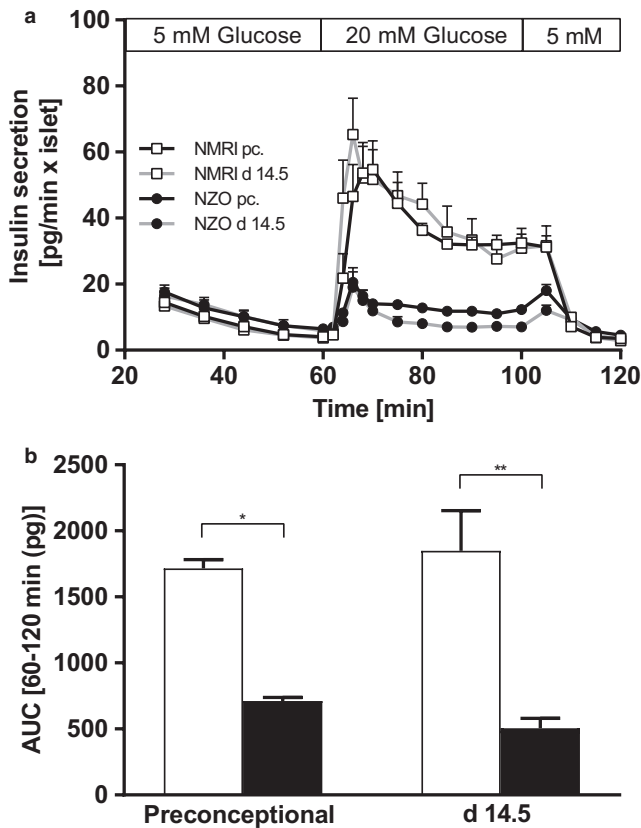 a
100
5 mM Glucose 20 mM Glucose 5 mM
80
60
40
20
0
Insulin secretion
[pg/min x islet]
NMRI pc.
NMRI d 14.5
NZO pc.
NZO d 14.5
20 40 60 80 100 120
Time [min]
b
2500
2000
1500
1000
500
0
AUC [60-120 min (pg)]
*
**
Preconceptional d 14.5